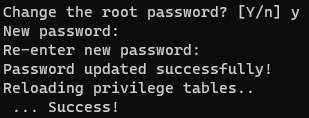 Change the root password? [Y/n] y
New password:
Re-enter new password:
Password updated successfully!
Reloading privilege tables..
 ... Success!